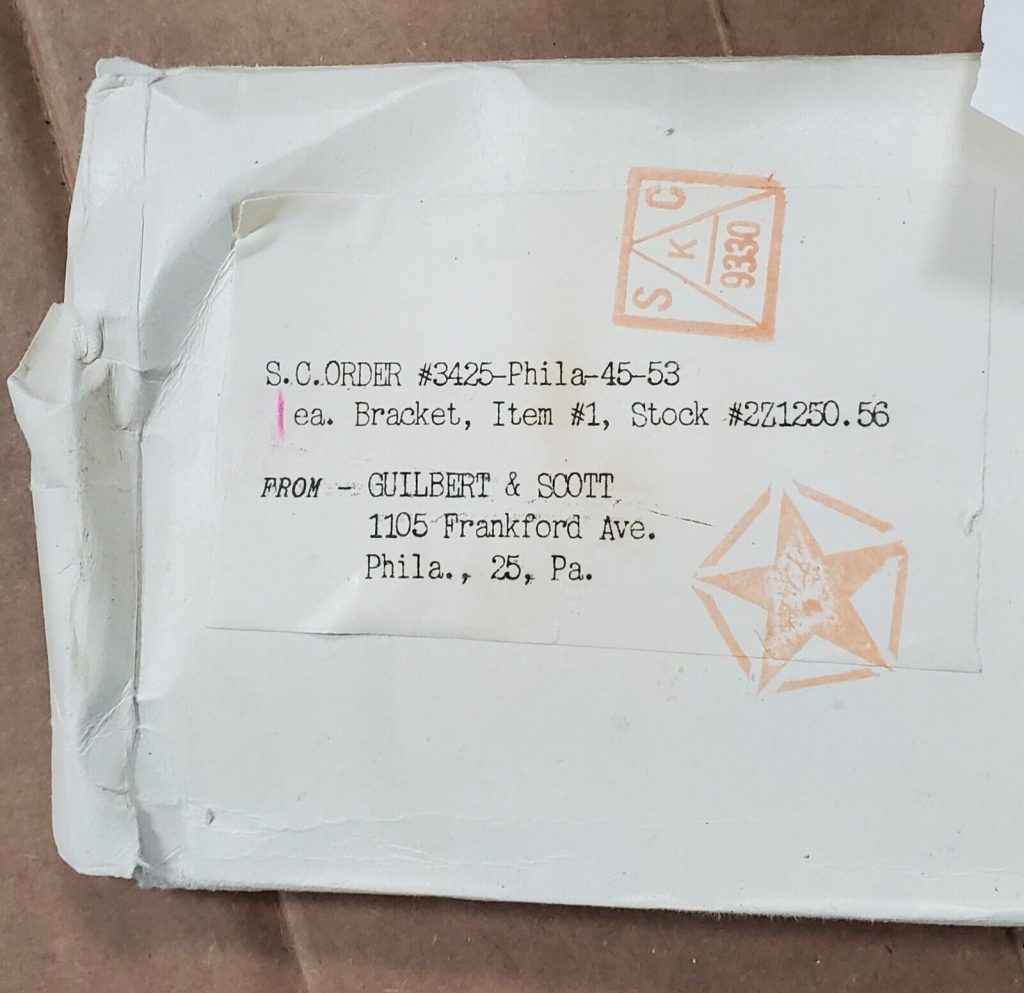 S K C
9330
S.C.ORDER #3425-Phila-45-53
1 ea. Bracket, Item #1, Stock #2Z1250.56
FROM - GUILBERT & SCOTT
1105 Frankford Ave.
Phila., 25, Pa.